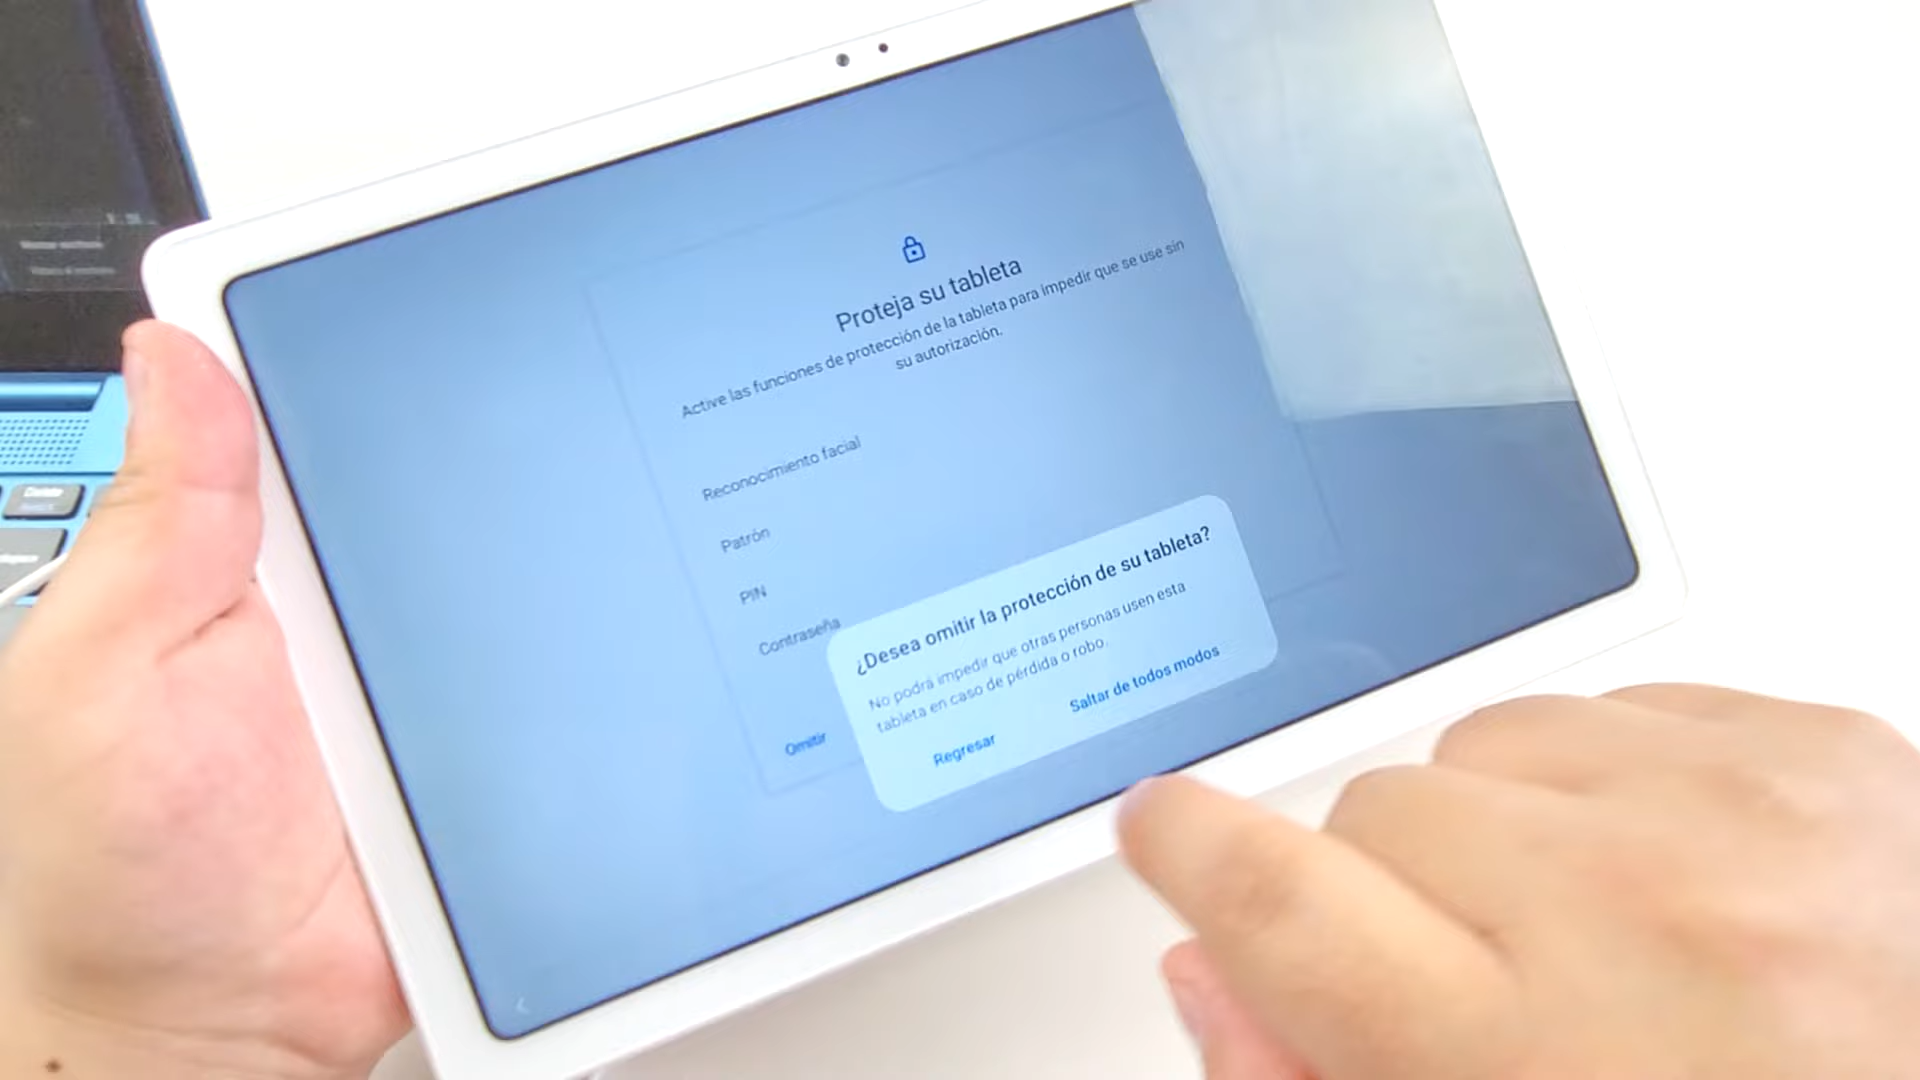 Proteja su tableta
Active las funciones de protección de la tableta para impedir que se use sin
su autorización.
Reconocimiento facial
Patrón
PIN
Contraseña
Omitir
¿Desea omitir la protección de su tableta?
No podrá impedir que otras personas usen esta
tableta en caso de pérdida o robo.
Regresar
Saltar de todos modos